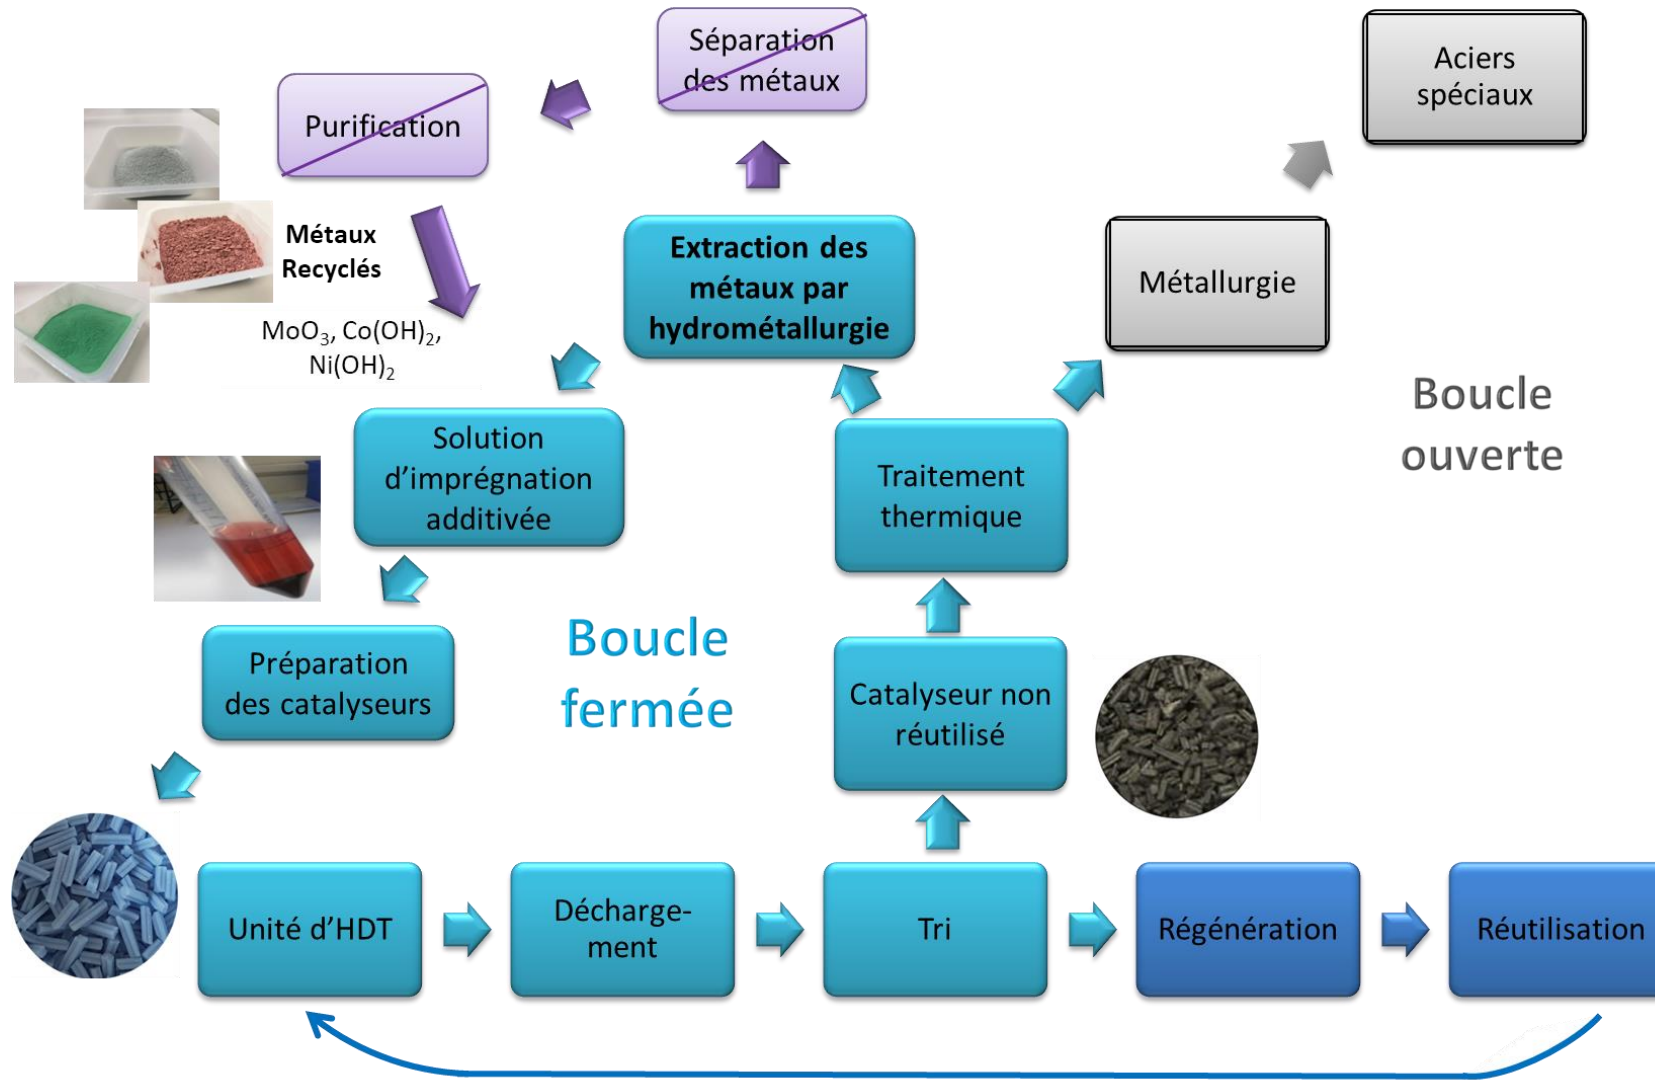 Séparation
des métaux
Aciers
spéciaux
Purification
Métaux
Recyclés
MoO₃, Co(OH)₂,
Ni(OH)₂
Extraction des
métaux par
hydrométallurgie
Métallurgie
Boucle
ouverte
Solution
d'imprégnation
additivée
Traitement
thermique
Préparation
des catalyseurs
Boucle
fermée
Catalyseur non
réutilisé
Unité d'HDT
Décharge-
ment
Tri
Régénération
Réutilisation